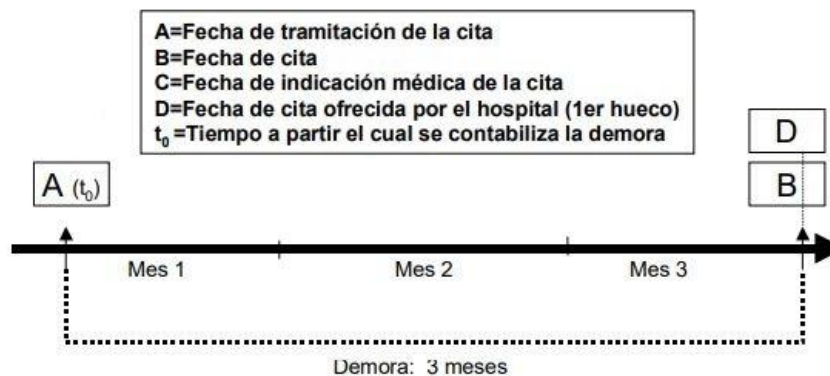 A=Fecha de tramitación de la cita
B=Fecha de cita
C=Fecha de indicación médica de la cita
D=Fecha de cita ofrecida por el hospital (1er hueco)
t0 =Tiempo a partir el cual se contabiliza la demora
D
A (t0)
B
Mes 1 Mes 2 Mes 3
Demora: 3 meses